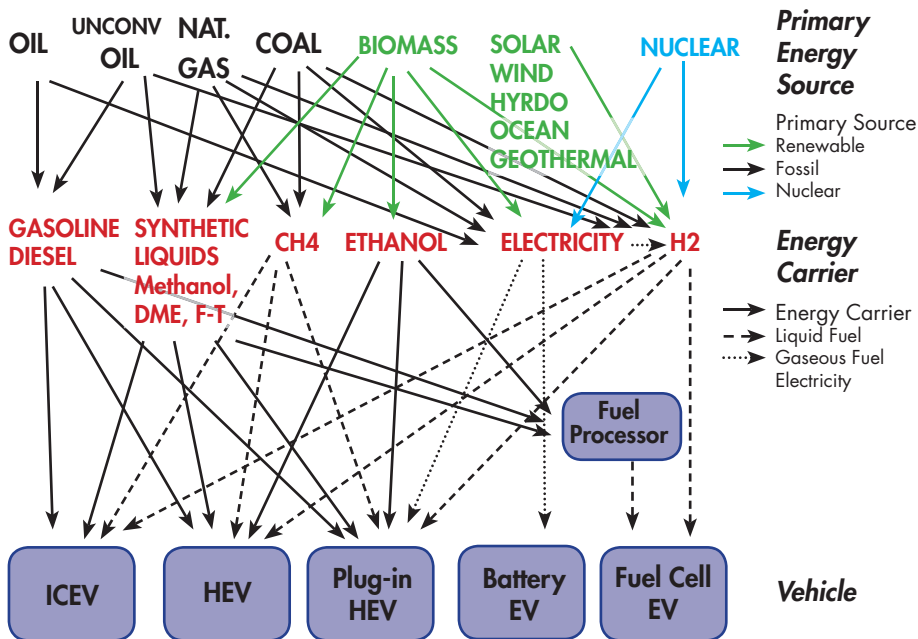 OIL
UNCONV
OIL
NAT.
GAS
COAL
BIOMASS
SOLAR
WIND
HYRDO
OCEAN
GEOTHERMAL
NUCLEAR
Primary
Energy
Source
Primary Source
Renewable
Fossil
Nuclear
GASOLINE
DIESEL
SYNTHETIC
LIQUIDS
Methanol,
DME, F-T
CH4
ETHANOL
ELECTRICITY
H2
Energy
Carrier
Energy Carrier
Liquid Fuel
Gaseous Fuel
Electricity
Fuel
Processor
ICEV
HEV
Plug-in
HEV
Battery
EV
Fuel Cell
EV
Vehicle